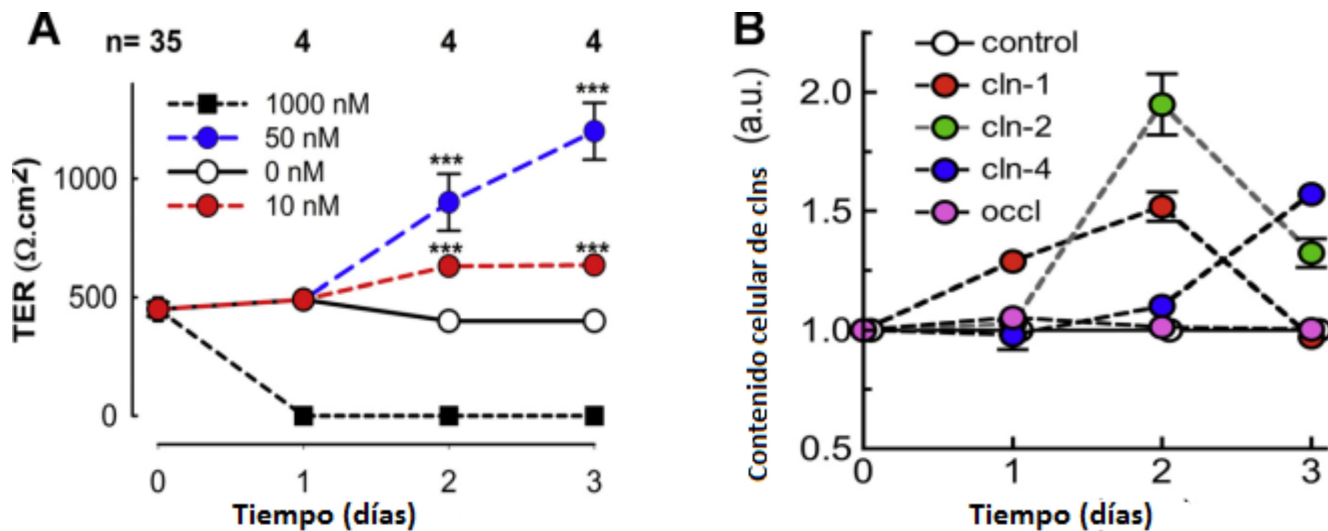 A
n= 35 4 4 4
1000 nM
50 nM
0 nM
10 nM
***
***
***
***
TER (Ω.cm²)
1000
500
0
0 1 2 3
Tiempo (días)
B
control
cln-1
cln-2
cln-4
occl
Contenido celular de clns (a.u.)
2.0
1.5
1.0
0.5
0 1 2 3
Tiempo (días)